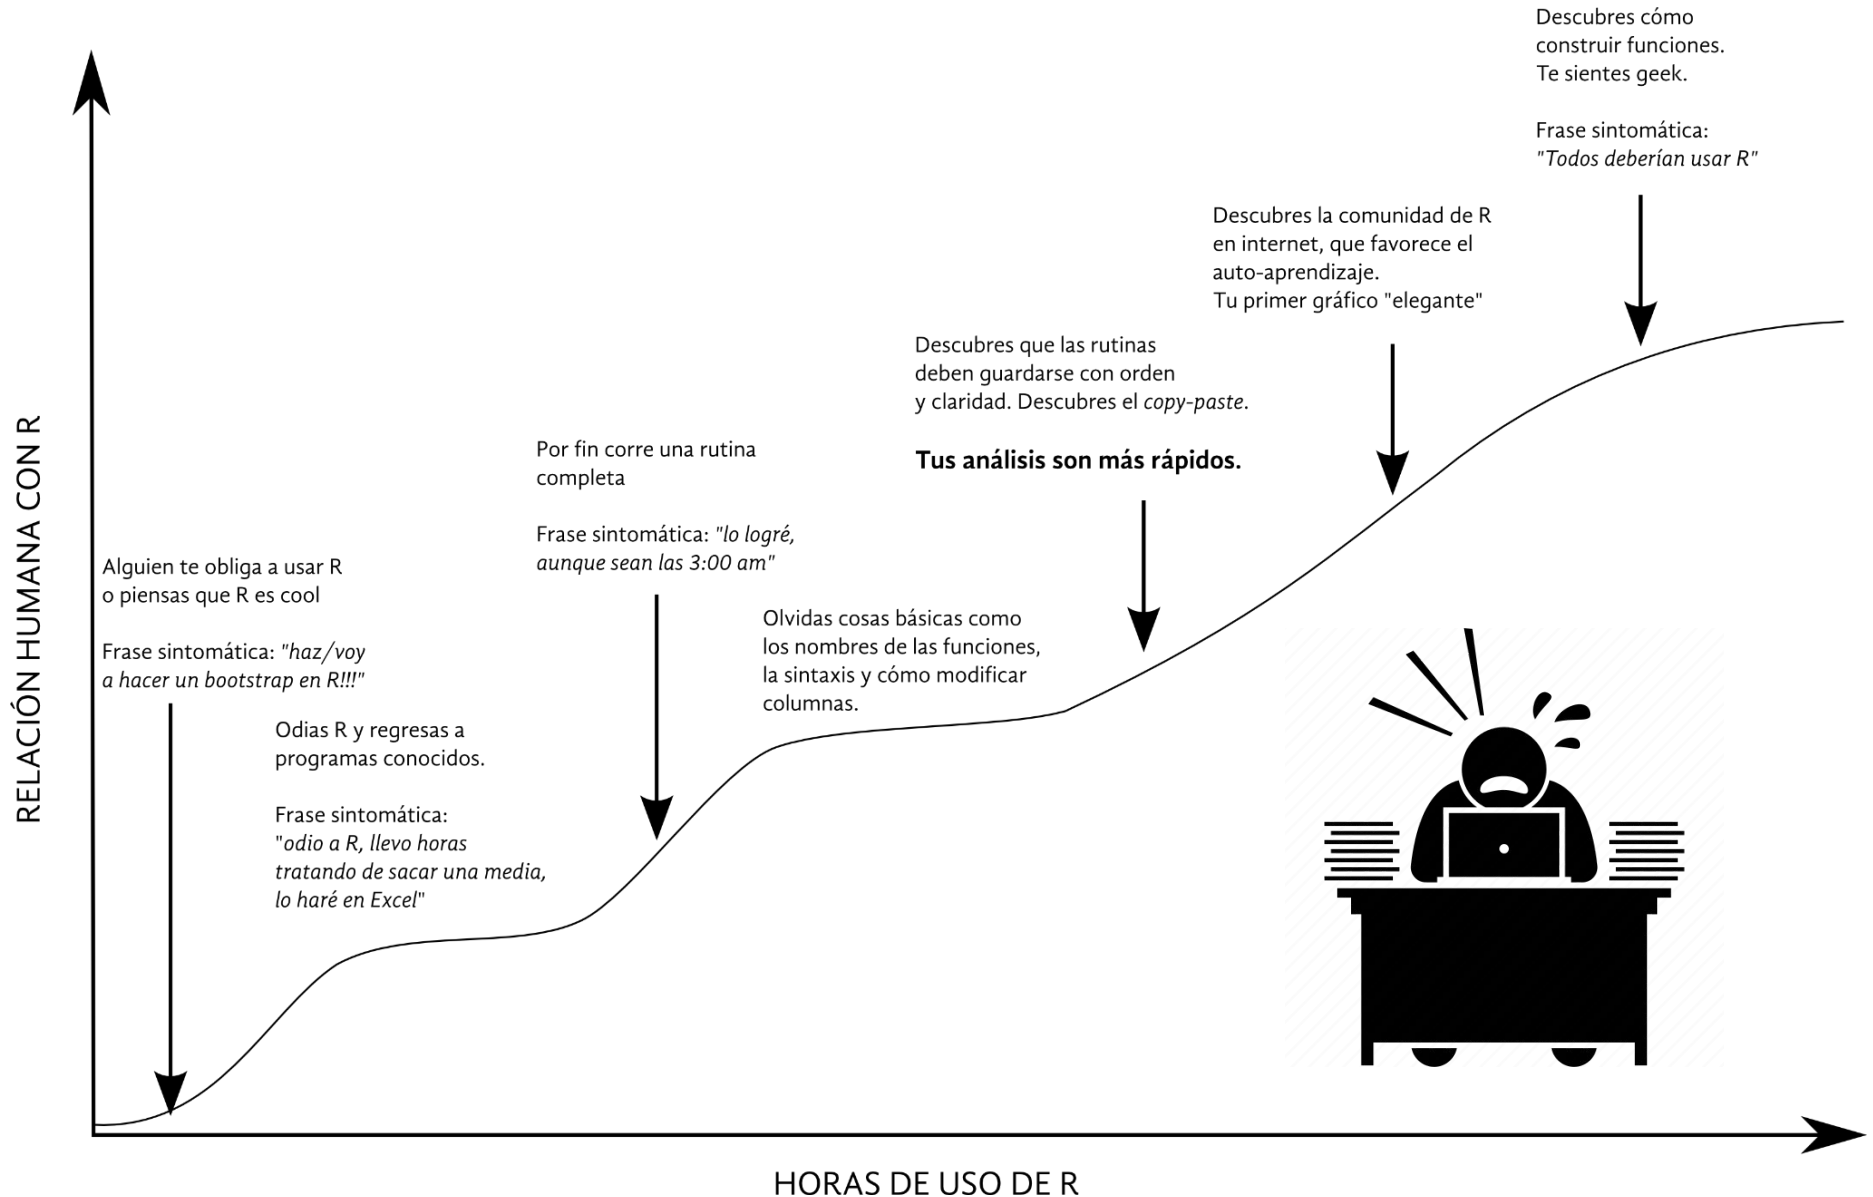 Descubres cómo
construir funciones.
Te sientes geek.
Frase sintomática:
"Todos deberían usar R"
Descubres la comunidad de R
en internet, que favorece el
auto-aprendizaje.
Tu primer gráfico "elegante"
Descubres que las rutinas
deben guardarse con orden
y claridad. Descubres el copy-paste.
Tus análisis son más rápidos.
Por fin corre una rutina
completa
Frase sintomática: "lo logré,
aunque sean las 3:00 am"
Alguien te obliga a usar R
o piensas que R es cool
Frase sintomática: "haz/voy
a hacer un bootstrap en R!!!"
Olvidas cosas básicas como
los nombres de las funciones,
la sintaxis y cómo modificar
columnas.
Odias R y regresas a
programas conocidos.
Frase sintomática:
"odio a R, llevo horas
tratando de sacar una media,
lo haré en Excel"
RELACIÓN HUMANA CON R
HORAS DE USO DE R